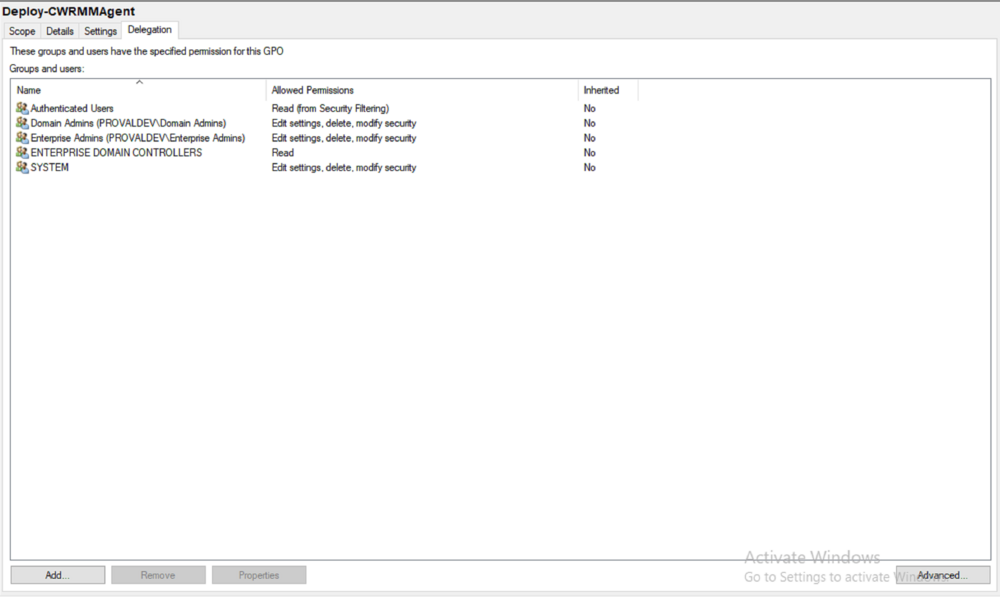 Deploy-CWRMMAgent
Scope Details Settings Delegation
These groups and users have the specified permission for this GPO
Groups and users:
Name Allowed Permissions Inherited
Authenticated Users Read (from Security Filtering) No
Domain Admins (PROVALDEV\Domain Admins) Edit settings, delete, modify security No
Enterprise Admins (PROVALDEV\Enterprise Admins) Edit settings, delete, modify security No
ENTERPRISE DOMAIN CONTROLLERS Read No
SYSTEM Edit settings, delete, modify security No
Activate Windows
Go to Settings to activate Windows.
Add... Remove Properties Advanced...